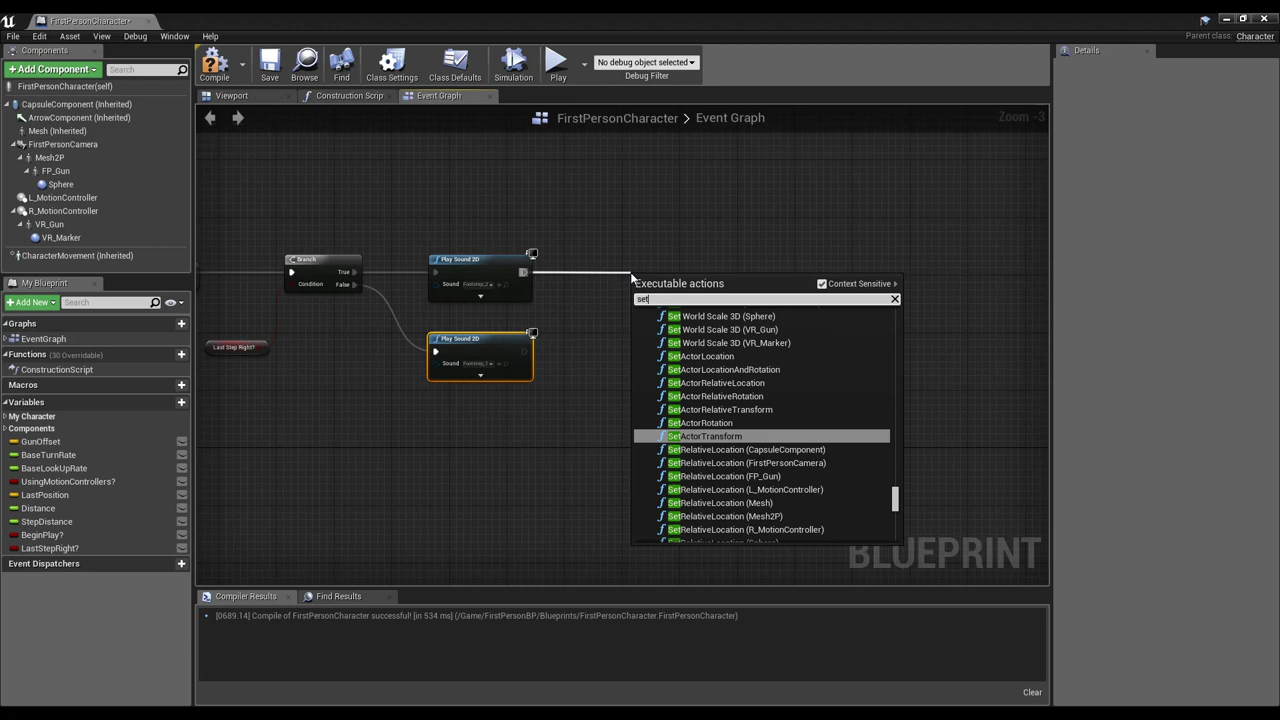 FirstPersonCharacter*
File Edit Asset View Debug Window Help
Parent class: Character
Components
+ Add Component
Search
FirstPersonCharacter(self)
CapsuleComponent (Inherited)
ArrowComponent (Inherited)
Mesh (Inherited)
FirstPersonCamera
Mesh2P
FP_Gun
Sphere
L_MotionController
R_MotionController
VR_Gun
VR_Marker
CharacterMovement (Inherited)
My Blueprint
+ Add New
Search
Graphs
EventGraph
Functions (30 Overridable)
ConstructionScript
Macros
Variables
My Character
Components
GunOffset
BaseTurnRate
BaseLookUpRate
UsingMotionControllers?
LastPosition
Distance
StepDistance
BeginPlay?
LastStepRight?
Event Dispatchers
Compile
Save
Browse
Find
Class Settings
Class Defaults
Simulation
Play
No debug object selected
Debug Filter
Viewport
Construction Scrip
Event Graph
FirstPersonCharacter > Event Graph
Zoom -3
Branch
True
Condition
False
Last Step Right?
Play Sound 2D
Sound Footstep_2
Play Sound 2D
Sound Footstep_1
Executable actions
Context Sensitive
set
Set World Scale 3D (Sphere)
Set World Scale 3D (VR_Gun)
Set World Scale 3D (VR_Marker)
SetActorLocation
SetActorLocationAndRotation
SetActorRelativeLocation
SetActorRelativeRotation
SetActorRelativeTransform
SetActorRotation
SetActorTransform
SetRelativeLocation (CapsuleComponent)
SetRelativeLocation (FirstPersonCamera)
SetRelativeLocation (FP_Gun)
SetRelativeLocation (L_MotionController)
SetRelativeLocation (Mesh)
SetRelativeLocation (Mesh2P)
SetRelativeLocation (R_MotionController)
SetRelativeLocation (Sphere)
BLUEPRINT
Compiler Results
Find Results
[0689.14] Compile of FirstPersonCharacter successful! [in 534 ms] (/Game/FirstPersonBP/Blueprints/FirstPersonCharacter.FirstPersonCharacter)
Clear
Details